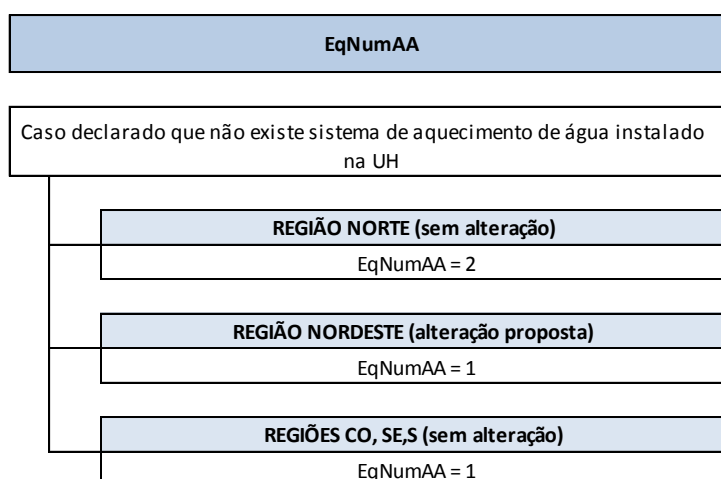 EqNumAA
Caso declarado que não existe sistema de aquecimento de água instalado
na UH
REGIÃO NORTE (sem alteração)
EqNumAA = 2
REGIÃO NORDESTE (alteração proposta)
EqNumAA = 1
REGIÕES CO, SE,S (sem alteração)
EqNumAA = 1